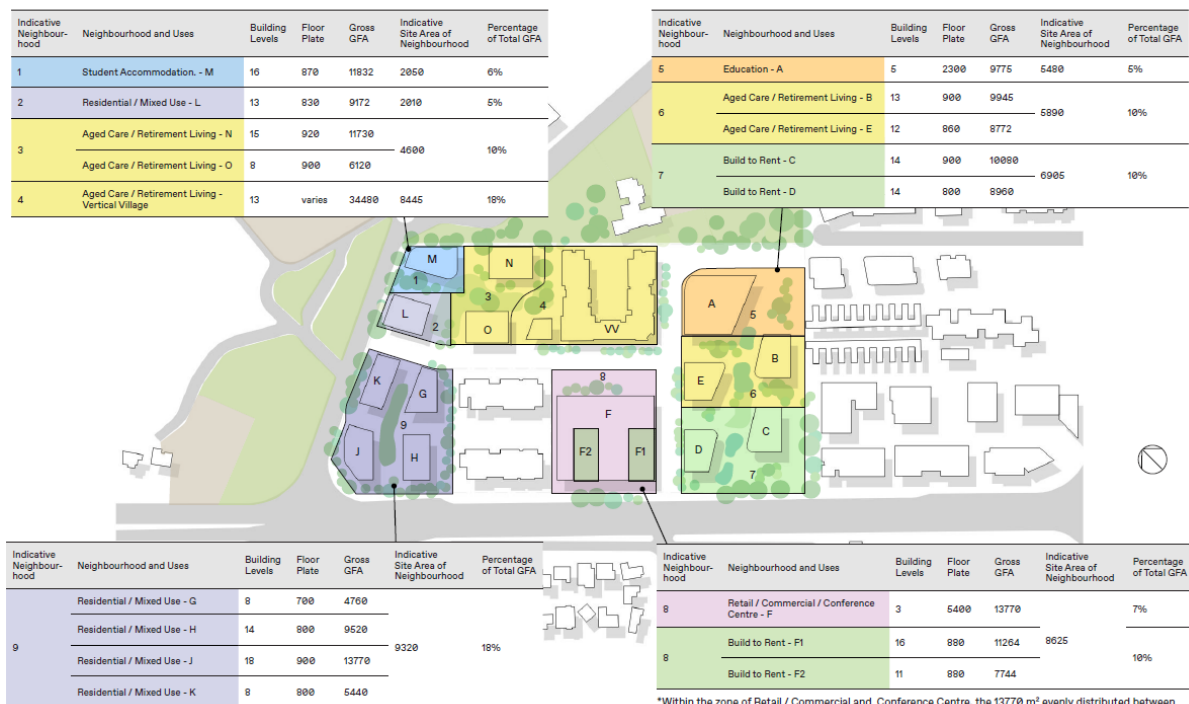 Indicative Neighbour-hood Neighbourhood and Uses Building Levels Floor Plate Gross GFA Indicative Site Area of Neighbourhood Percentage of Total GFA
1 Student Accommodation. - M 16 870 11832 2050 6%
2 Residential / Mixed Use - L 13 830 9172 2010 5%
3 Aged Care / Retirement Living - N 15 920 11730 4600 10%
Aged Care / Retirement Living - O 8 900 6120
4 Aged Care / Retirement Living - Vertical Village 13 varies 34480 8445 18%
Indicative Neighbour-hood Neighbourhood and Uses Building Levels Floor Plate Gross GFA Indicative Site Area of Neighbourhood Percentage of Total GFA
5 Education - A 5 2300 9775 5480 5%
6 Aged Care / Retirement Living - B 13 900 9945 5890 10%
Aged Care / Retirement Living - E 12 860 8772
7 Build to Rent - C 14 900 10080 6905 10%
Build to Rent - D 14 800 8960
M
1
N
3
4
L
2
O
VV
A
5
B
E
6
C
D
7
K
G
9
J
H
8
F
F2
F1
Indicative Neighbour-hood Neighbourhood and Uses Building Levels Floor Plate Gross GFA Indicative Site Area of Neighbourhood Percentage of Total GFA
9 Residential / Mixed Use - G 8 700 4760 9320 18%
Residential / Mixed Use - H 14 800 9520
Residential / Mixed Use - J 18 900 13770
Residential / Mixed Use - K 8 800 5440
Indicative Neighbour-hood Neighbourhood and Uses Building Levels Floor Plate Gross GFA Indicative Site Area of Neighbourhood Percentage of Total GFA
8 Retail / Commercial / Conference Centre - F 3 5400 13770 8625 7%
8 Build to Rent - F1 16 880 11264 10%
Build to Rent - F2 11 880 7744
*Within the zone of Retail / Commercial and Conference Centre, the 13770 m² evenly distributed between